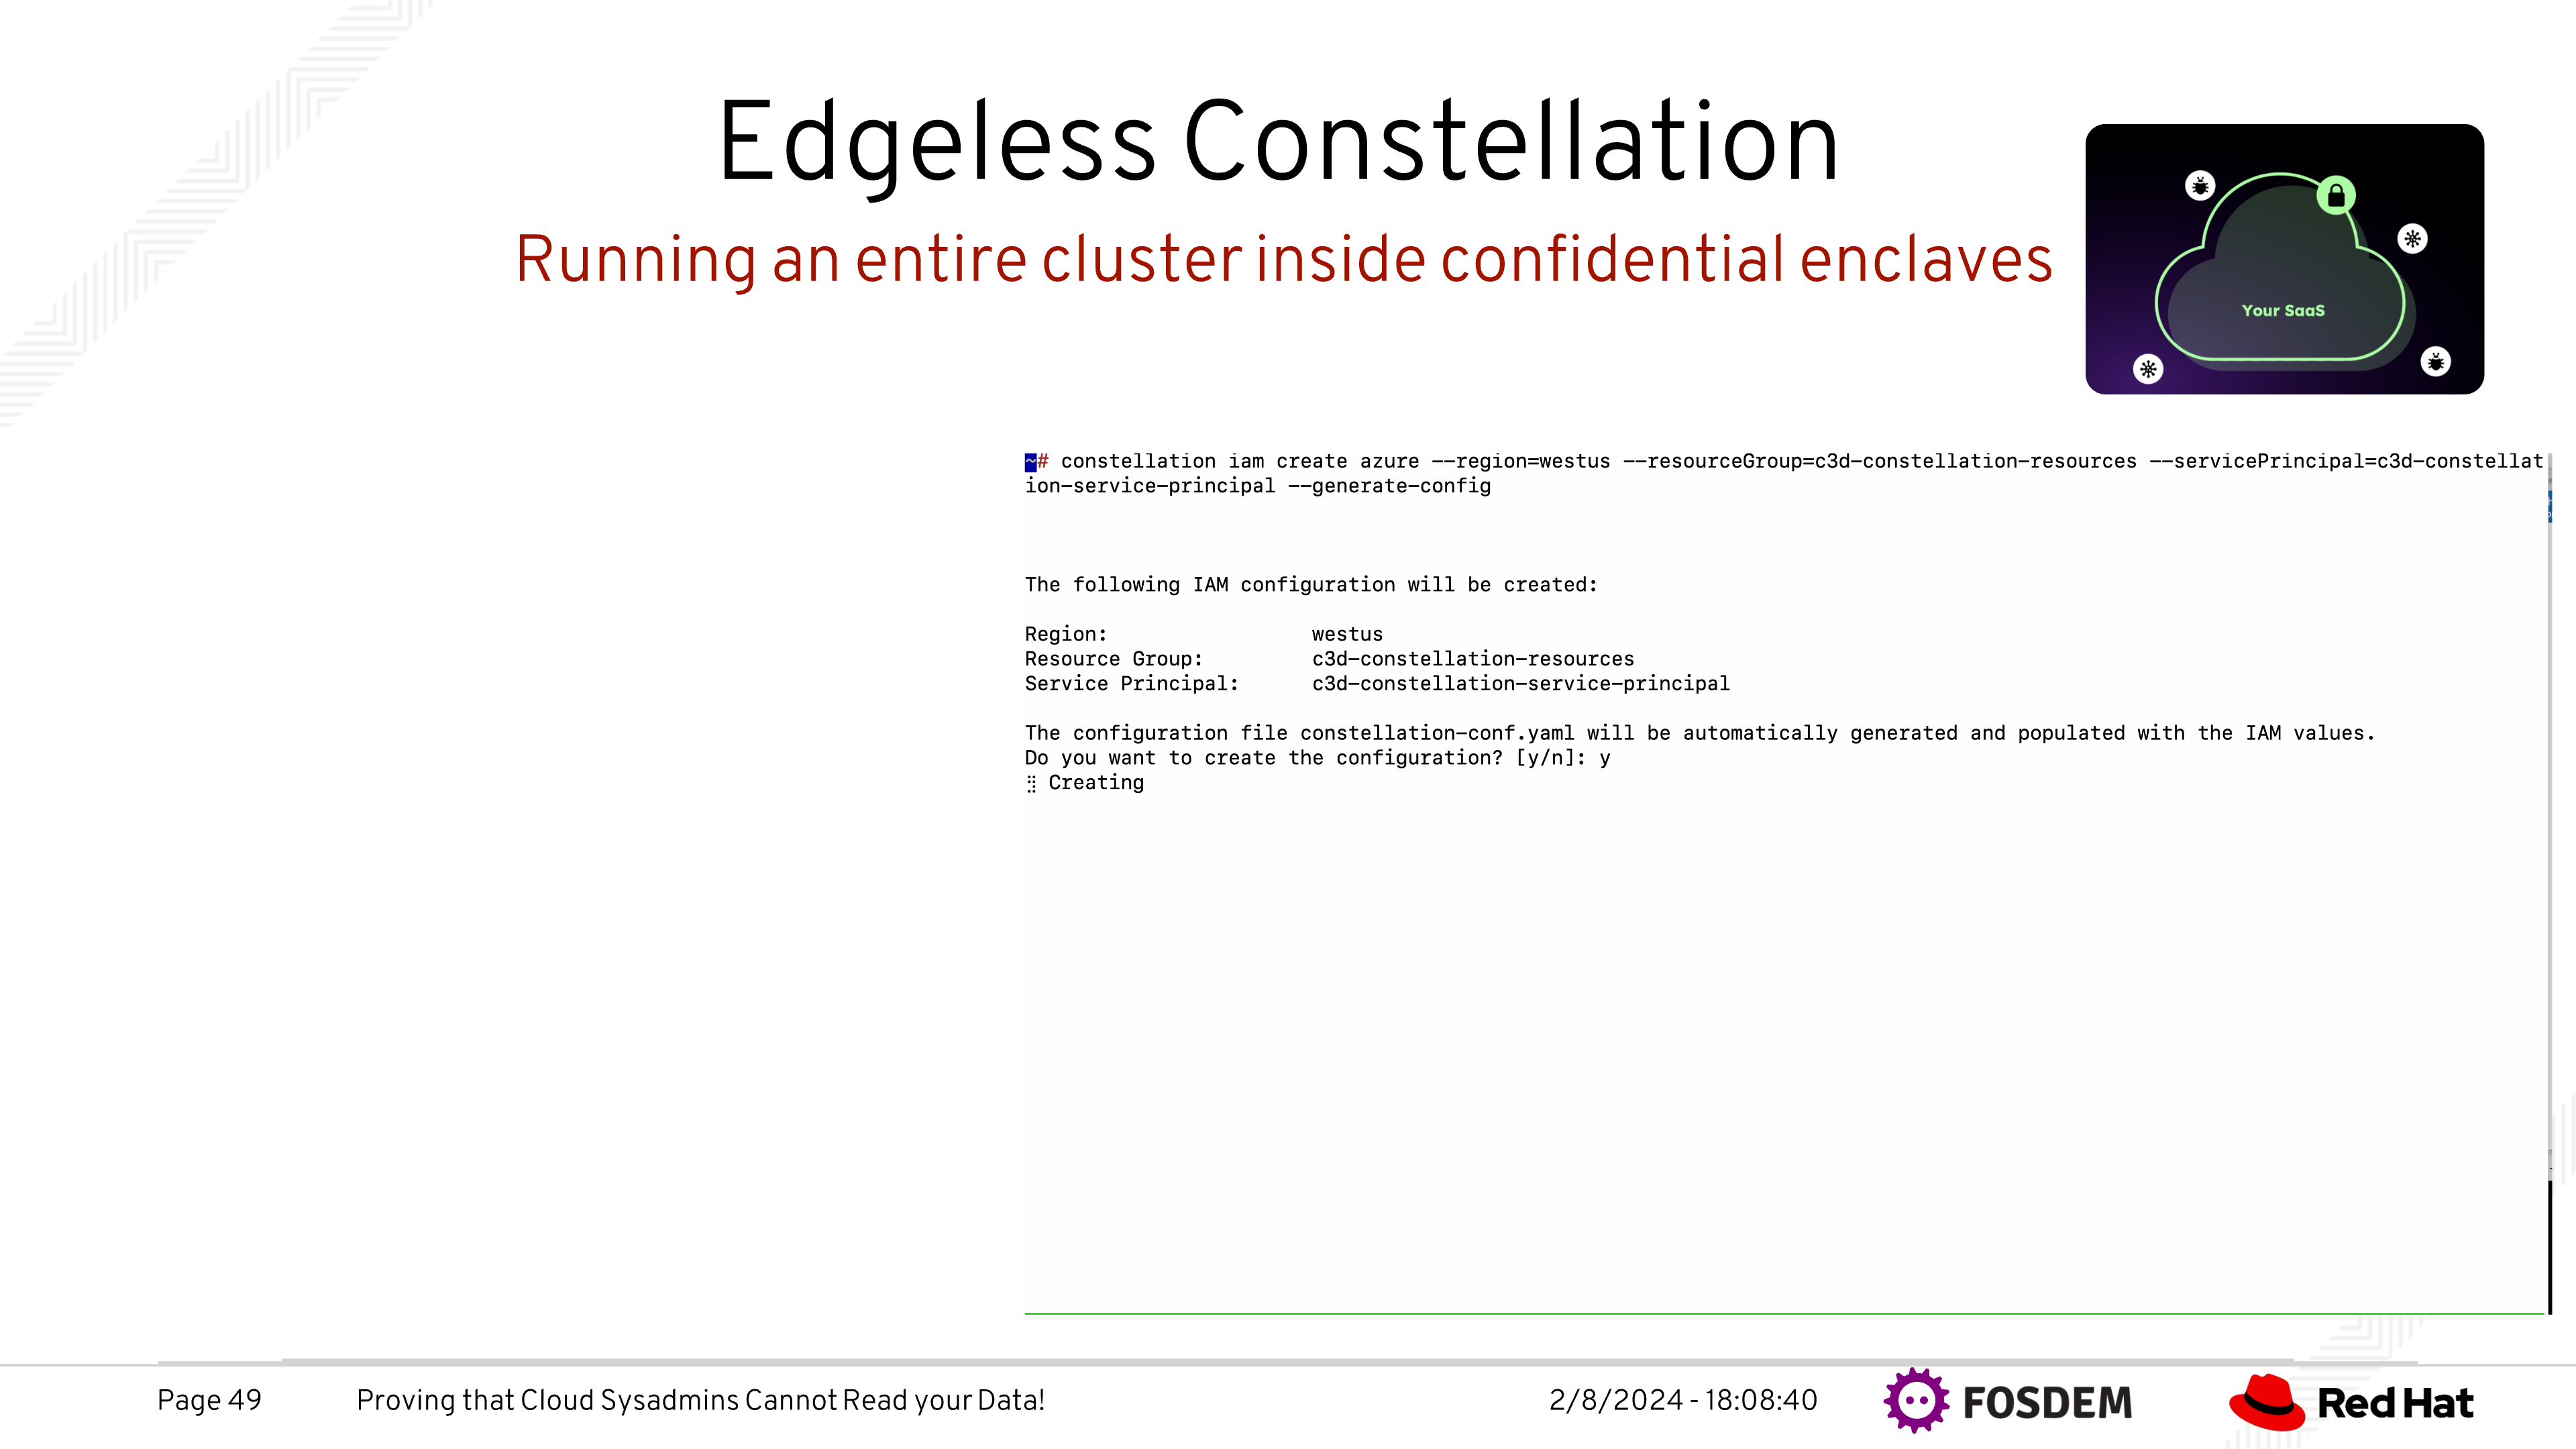 Edgeless Constellation
Running an entire cluster inside confidential enclaves
Your SaaS
~# constellation iam create azure --region=westus --resourceGroup=c3d-constellation-resources --servicePrincipal=c3d-constellat
ion-service-principal --generate-config
The following IAM configuration will be created:
Region: westus
Resource Group: c3d-constellation-resources
Service Principal: c3d-constellation-service-principal
The configuration file constellation-conf.yaml will be automatically generated and populated with the IAM values.
Do you want to create the configuration? [y/n]: y
⣻ Creating
Page 49 Proving that Cloud Sysadmins Cannot Read your Data! 2/8/2024 - 18:08:40 FOSDEM Red Hat